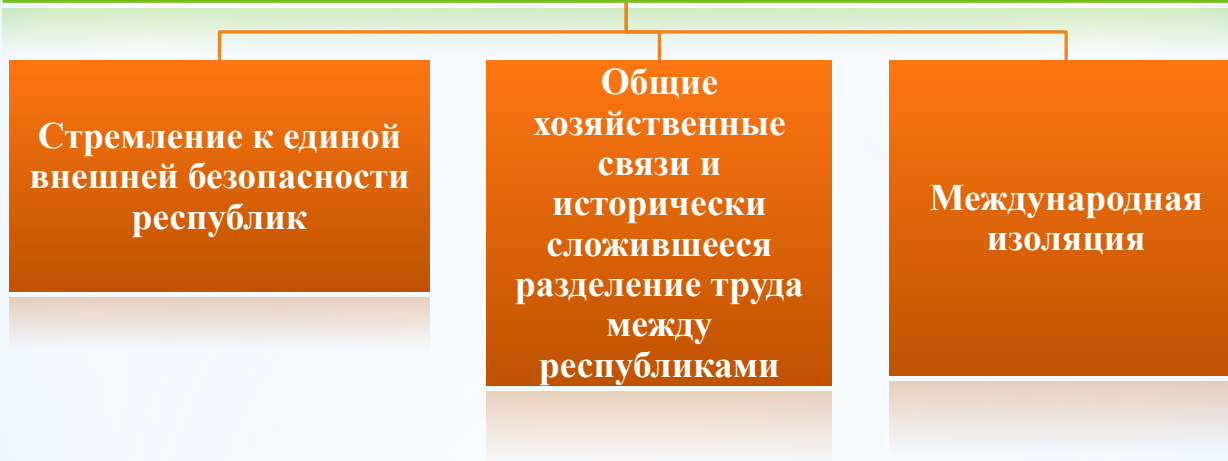 Стремление к единой
внешней безопасности
республик
Общие
хозяйственные
связи и
исторически
сложившееся
разделение труда
между
республиками
Международная
изоляция